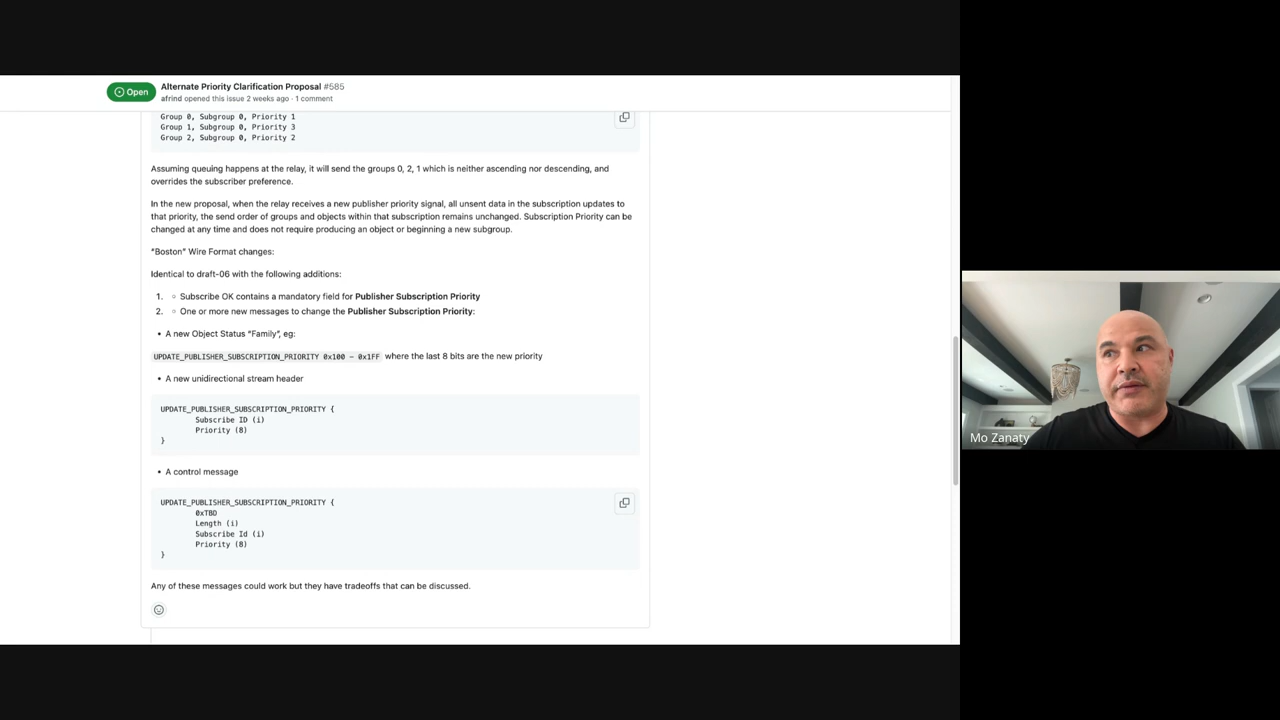 Open
Alternate Priority Clarification Proposal #585
afrind opened this issue 2 weeks ago · 1 comment
Group 0, Subgroup 0, Priority 1
Group 1, Subgroup 0, Priority 3
Group 2, Subgroup 0, Priority 2
Assuming queuing happens at the relay, it will send the groups 0, 2, 1 which is neither ascending nor descending, and
overrides the subscriber preference.
In the new proposal, when the relay receives a new publisher priority signal, all unsent data in the subscription updates to
that priority, the send order of groups and objects within that subscription remains unchanged. Subscription Priority can be
changed at any time and does not require producing an object or beginning a new subgroup.
“Boston” Wire Format changes:
Identical to draft-06 with the following additions:
1. ○ Subscribe OK contains a mandatory field for Publisher Subscription Priority
2. ○ One or more new messages to change the Publisher Subscription Priority:
• A new Object Status “Family”, eg:
UPDATE_PUBLISHER_SUBSCRIPTION_PRIORITY 0x100 – 0x1FF where the last 8 bits are the new priority
• A new unidirectional stream header
UPDATE_PUBLISHER_SUBSCRIPTION_PRIORITY {
Subscribe ID (i)
Priority (8)
}
• A control message
UPDATE_PUBLISHER_SUBSCRIPTION_PRIORITY {
0xTBD
Length (i)
Subscribe Id (i)
Priority (8)
}
Any of these messages could work but they have tradeoffs that can be discussed.
Mo Zanaty